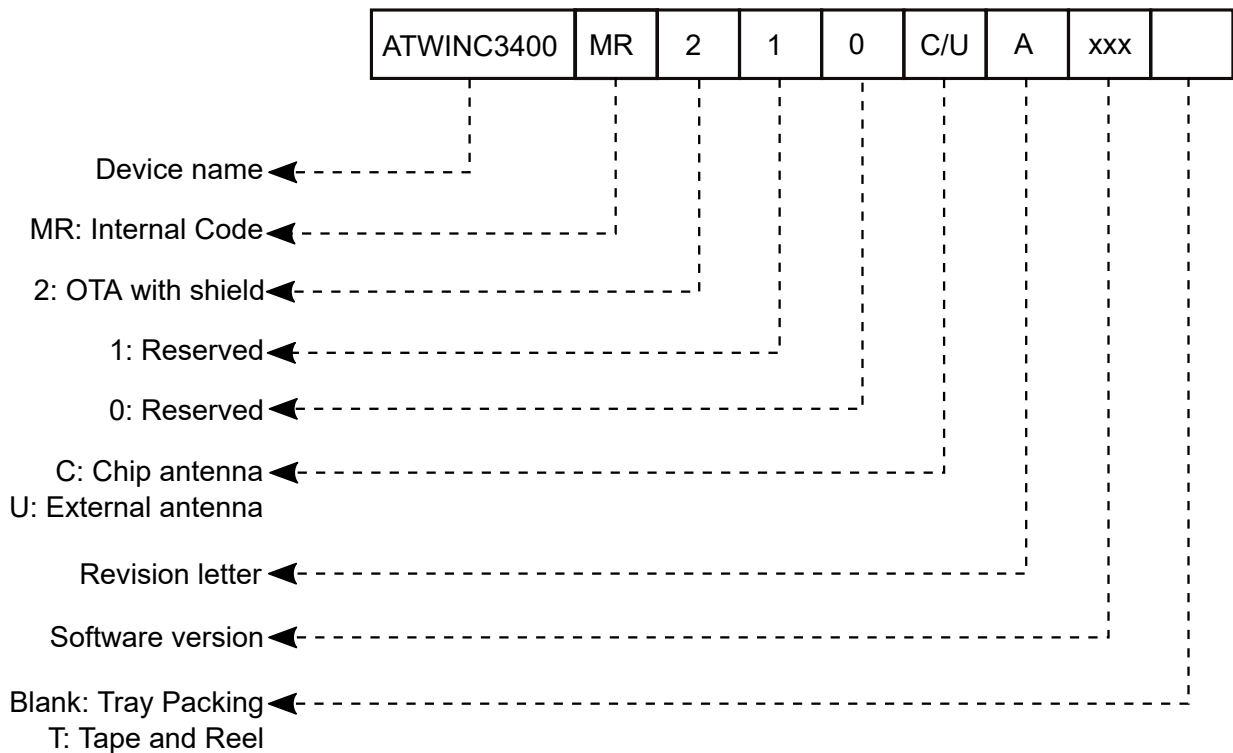 ATWINC3400 MR 2 1 0 C/U A xxx
Device name
MR: Internal Code
2: OTA with shield
1: Reserved
0: Reserved
C: Chip antenna
U: External antenna
Revision letter
Software version
Blank: Tray Packing
T: Tape and Reel